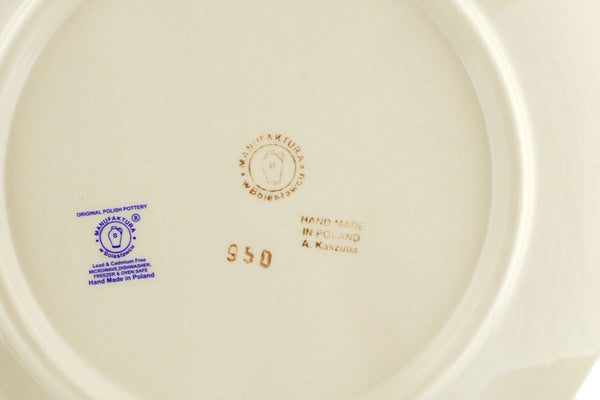 MANUFAKTURA
B
w Bolesławcu
HAND MADE
IN POLAND
A. Kaszuba
950
ORIGINAL POLISH POTTERY
MANUFAKTURA ®
B
w Bolesławcu
Lead & Cadmium Free
MICROWAVE,DISHWASHER,
FREEZER & OVEN SAFE
Hand Made in Poland